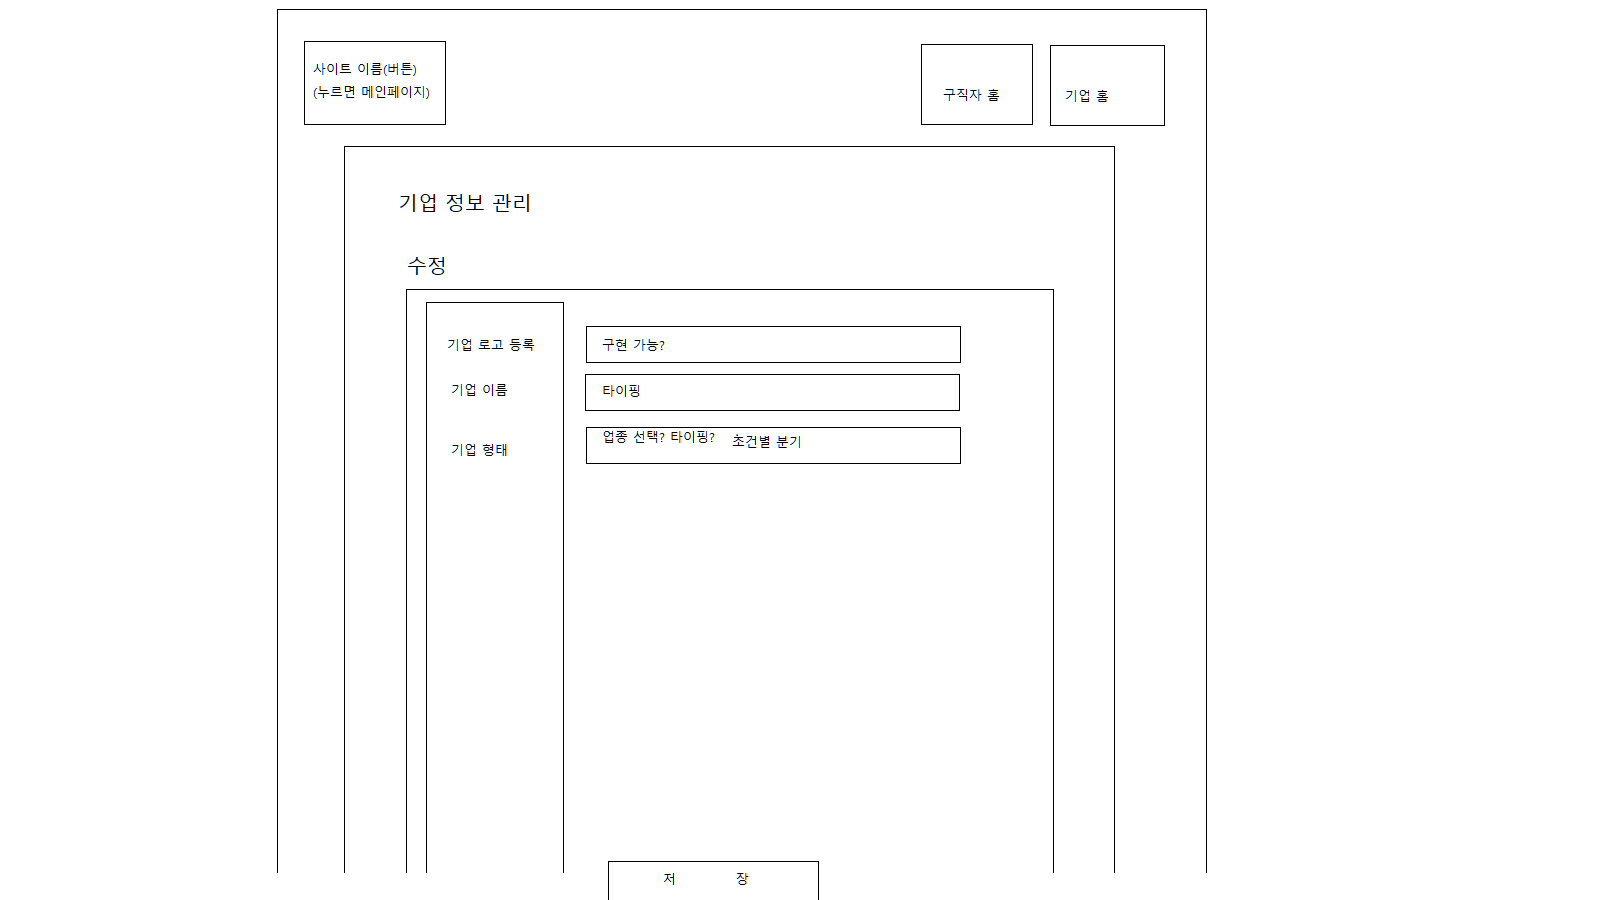 사이트 이름(버튼)
(누르면 메인페이지)
구직자 홈
기업 홈
기업 정보 관리
수정
기업 로고 등록
구현 가능?
기업 이름
타이핑
기업 형태
업종 선택? 타이핑?
초건별 분기
저 장